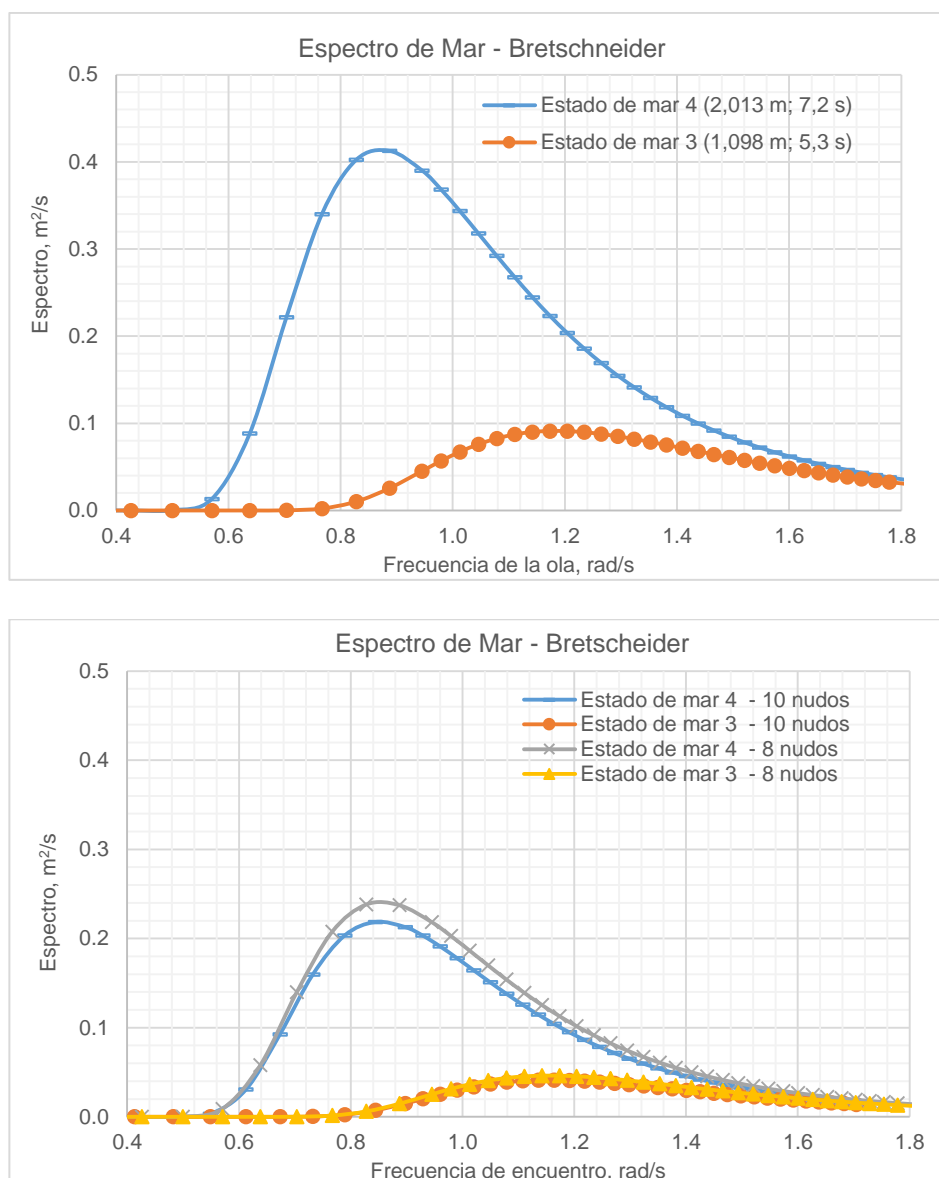 Espectro de Mar - Bretschneider
0.5
0.4
0.3
0.2
0.1
0.0
Espectro, m²/s
Estado de mar 4 (2,013 m; 7,2 s)
Estado de mar 3 (1,098 m; 5,3 s)
0.4 0.6 0.8 1.0 1.2 1.4 1.6 1.8
Frecuencia de la ola, rad/s
Espectro de Mar - Bretscheider
0.5
0.4
0.3
0.2
0.1
0.0
Espectro, m²/s
Estado de mar 4 - 10 nudos
Estado de mar 3 - 10 nudos
Estado de mar 4 - 8 nudos
Estado de mar 3 - 8 nudos
0.4 0.6 0.8 1.0 1.2 1.4 1.6 1.8
Frecuencia de encuentro, rad/s